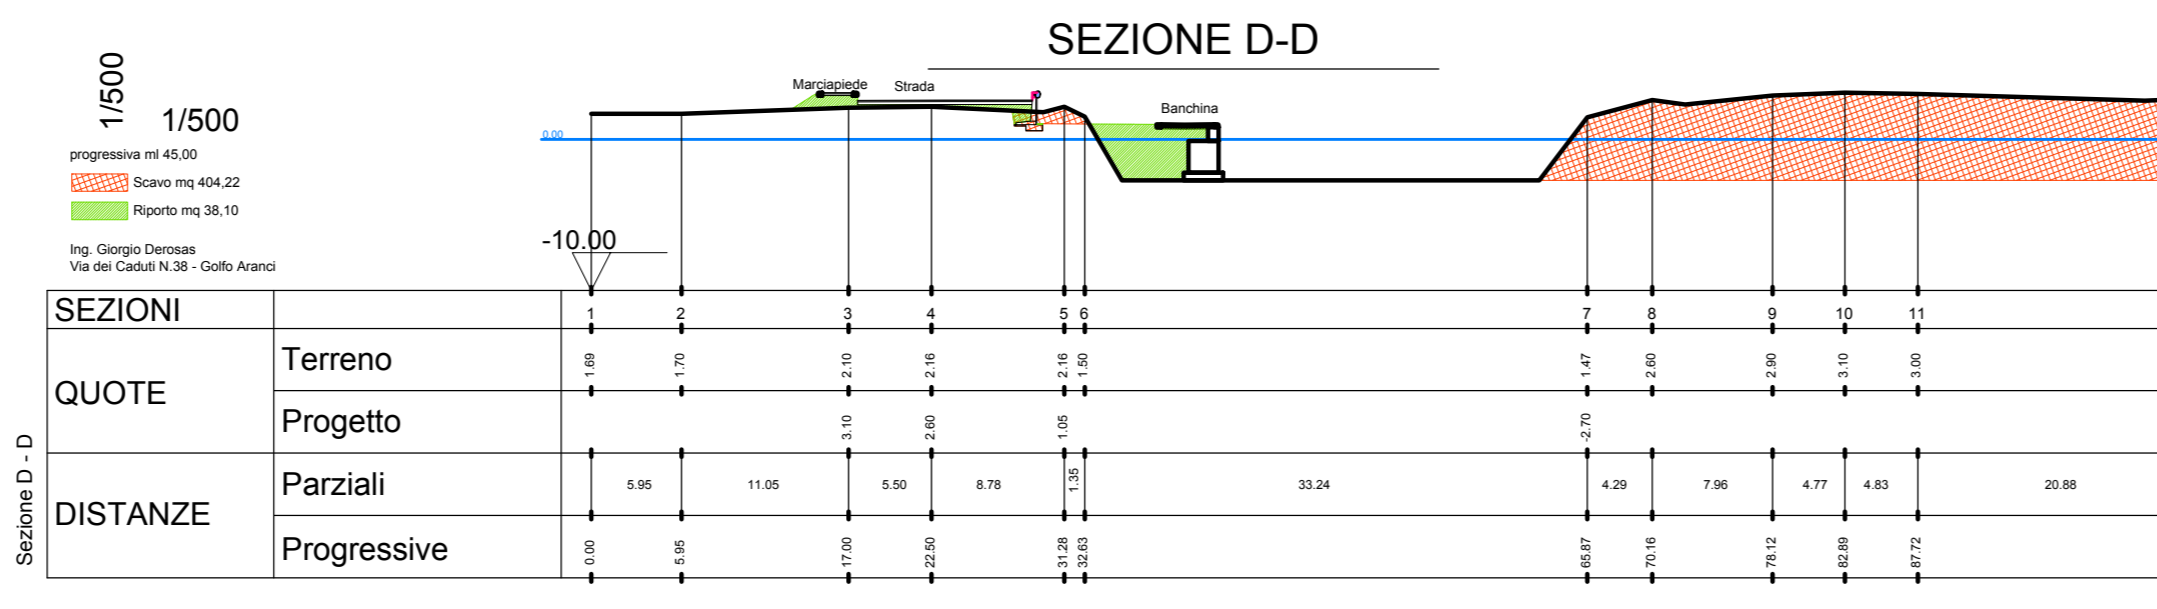 SEZIONE D-D
1/500
1/500
Marciapiede
Strada
Banchina
0.00
progressiva ml 45,00
Scavo mq 404,22
Riporto mq 38,10
Ing. Giorgio Derosas
Via dei Caduti N.38 - Golfo Aranci
-10.00
Sezione D - D
SEZIONI 1 2 3 4 5 6 7 8 9 10 11
QUOTE
Terreno 1.69 1.70 2.10 2.16 2.16 1.50 1.47 2.60 2.90 3.10 3.00
Progetto 3.10 2.60 1.05 -2.70
DISTANZE
Parziali 5.95 11.05 5.50 8.78 1.35 33.24 4.29 7.96 4.77 4.83 20.88
Progressive 0.00 5.95 17.00 22.50 31.28 32.63 65.87 70.16 78.12 82.89 87.72